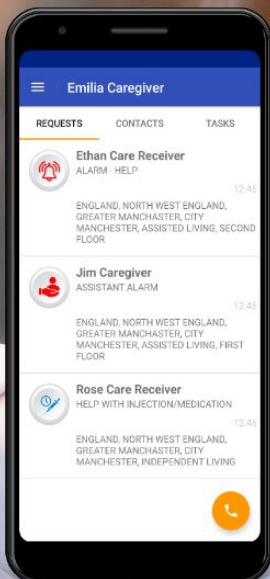 Emilia Caregiver
REQUESTS CONTACTS TASKS
Ethan Care Receiver
ALARM - HELP
12:46
ENGLAND, NORTH WEST ENGLAND,
GREATER MANCHASTER, CITY
MANCHESTER, ASSISTED LIVING, SECOND
FLOOR
Jim Caregiver
ASSISTANT ALARM
12:46
ENGLAND, NORTH WEST ENGLAND,
GREATER MANCHASTER, CITY
MANCHESTER, ASSISTED LIVING, FIRST
FLOOR
Rose Care Receiver
HELP WITH INJECTION/MEDICATION
12:46
ENGLAND, NORTH WEST ENGLAND,
GREATER MANCHASTER, CITY
MANCHESTER, INDEPENDENT LIVING